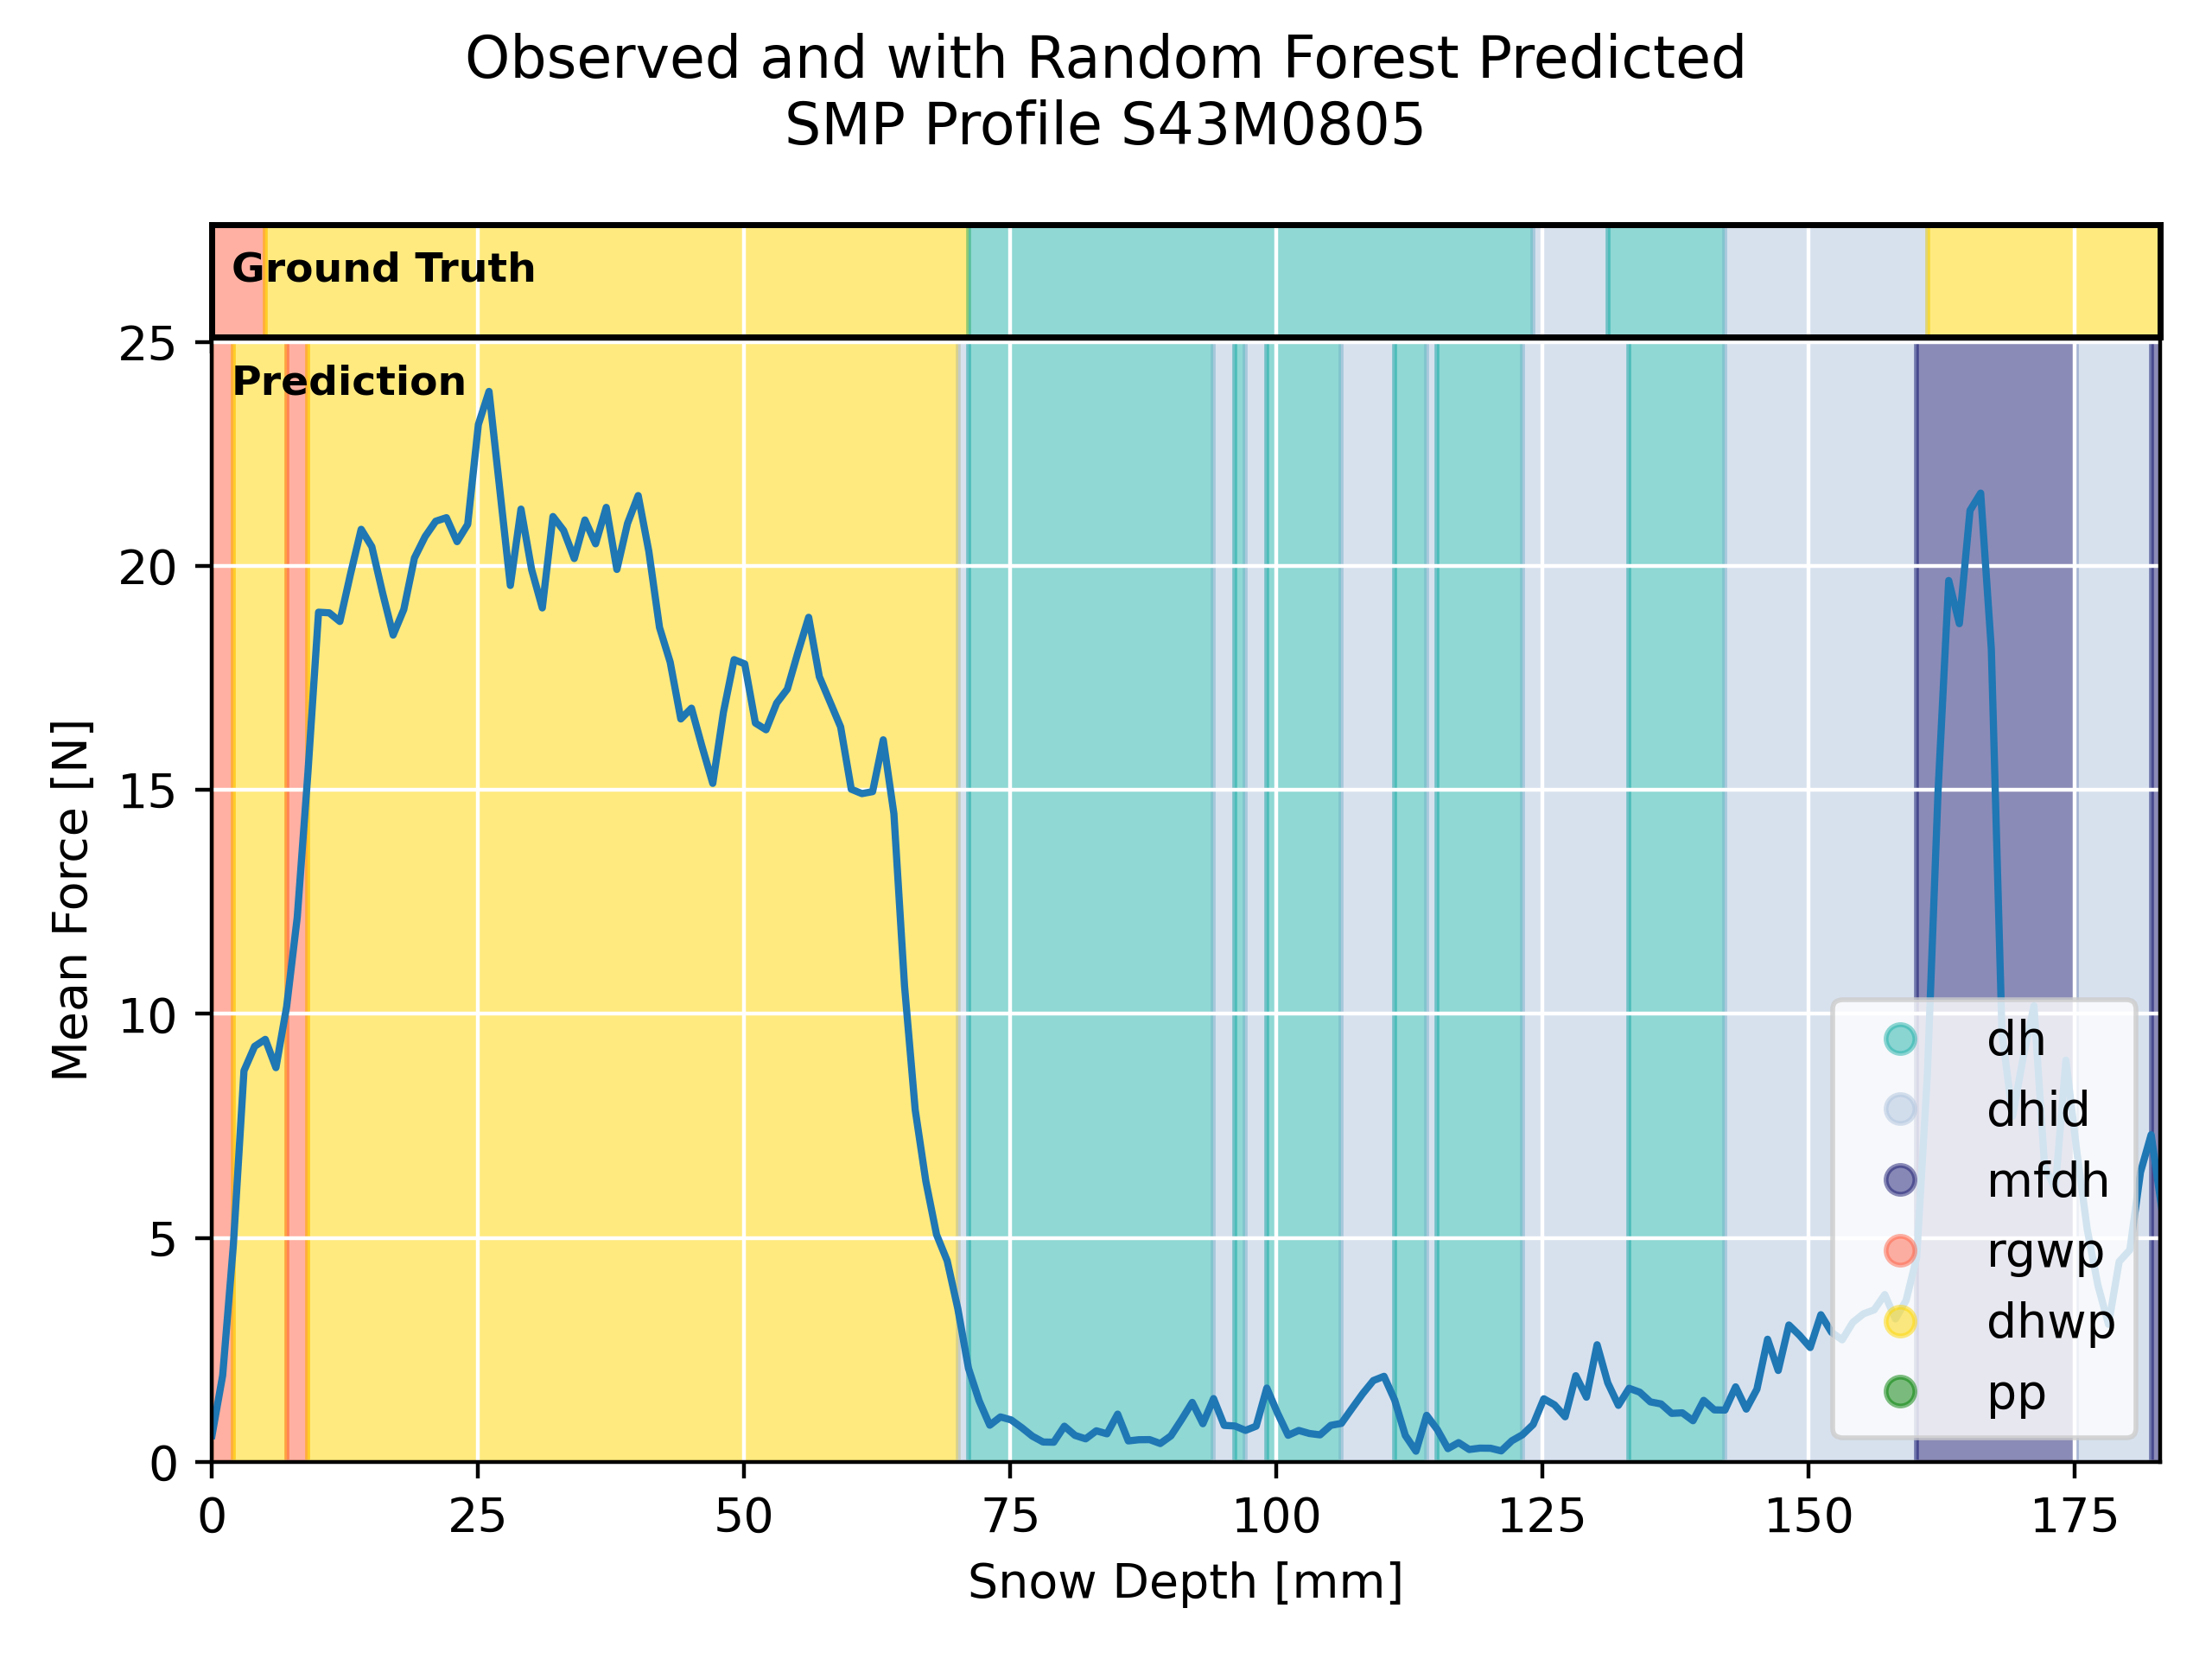 Observed and with Random Forest Predicted
SMP Profile S43M0805
Ground Truth
Prediction
25
20
15
10
5
0
Mean Force [N]
dh
dhid
mfdh
rgwp
dhwp
pp
0 25 50 75 100 125 150 175
Snow Depth [mm]